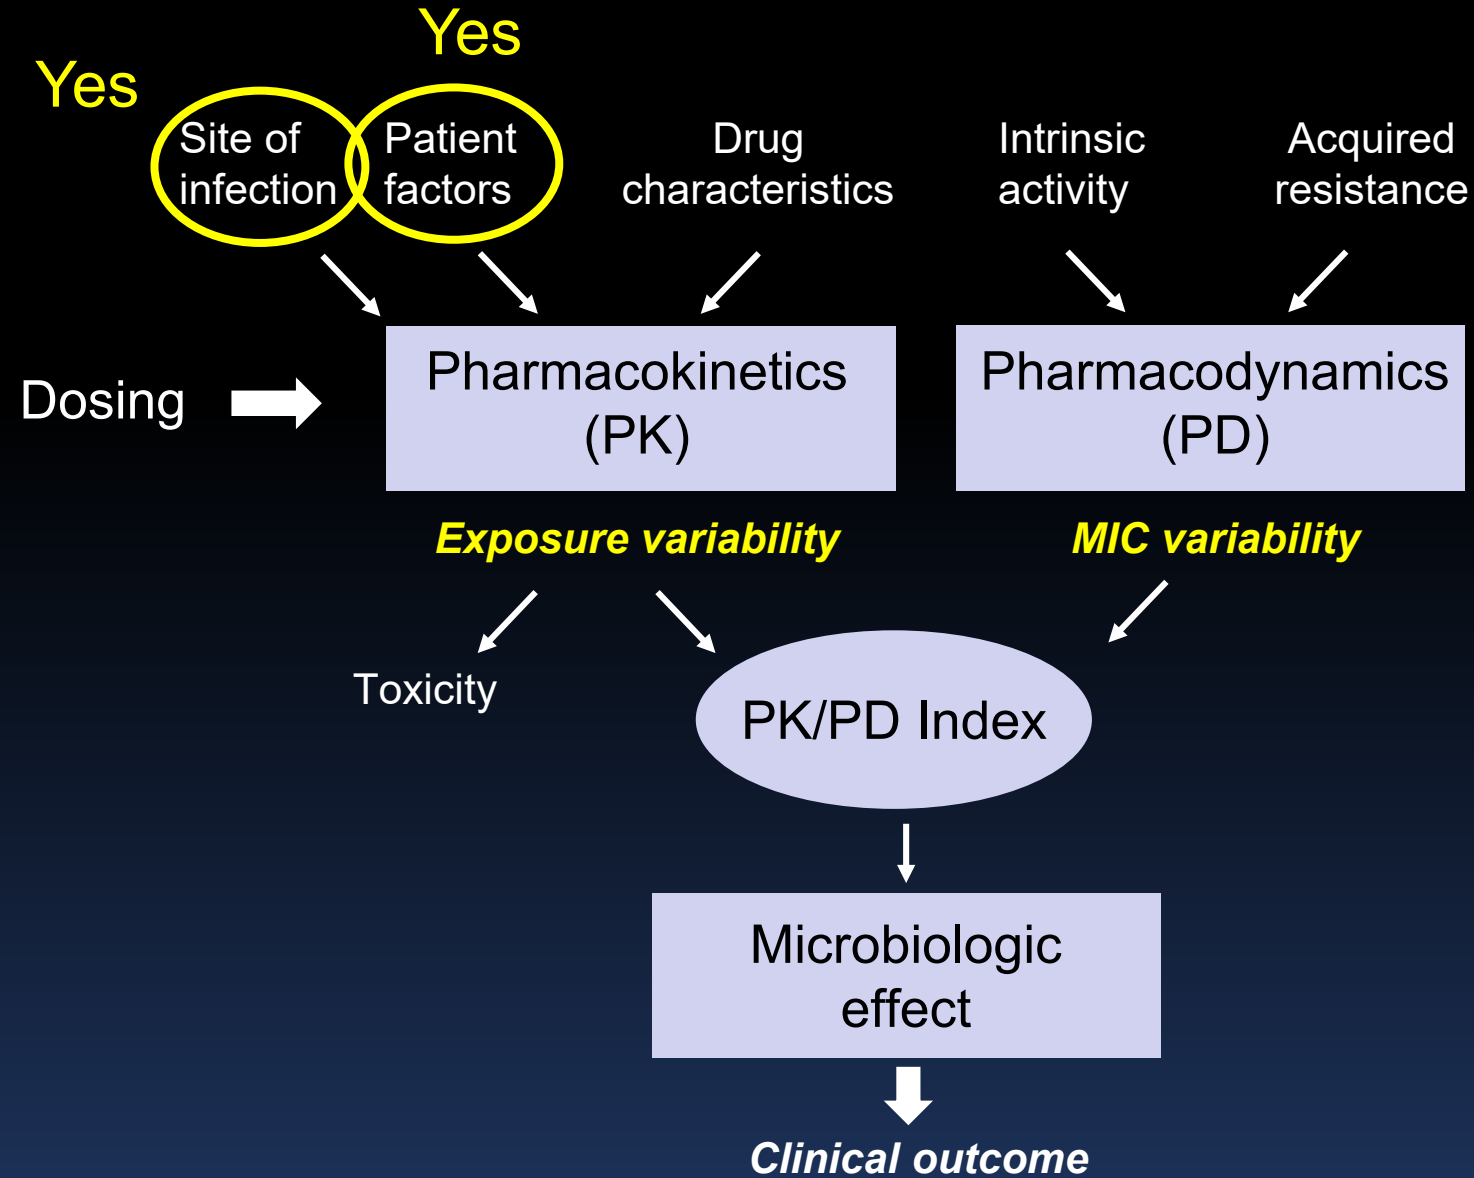 Yes
Yes
Site of
infection
Patient
factors
Drug
characteristics
Intrinsic
activity
Acquired
resistance
Dosing
Pharmacokinetics
(PK)
Pharmacodynamics
(PD)
Exposure variability
MIC variability
Toxicity
PK/PD Index
Microbiologic
effect
Clinical outcome